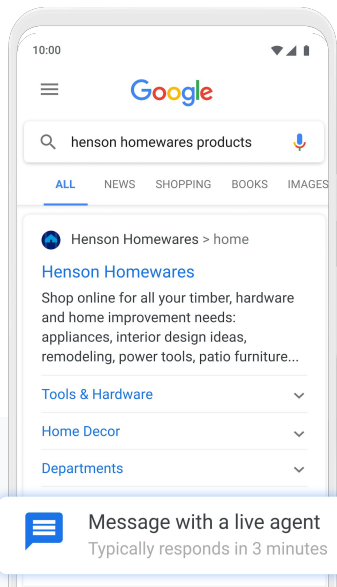 10:00
Google
henson homewares products
ALL NEWS SHOPPING BOOKS IMAGES
Henson Homewares > home
Henson Homewares
Shop online for all your timber, hardware
and home improvement needs:
appliances, interior design ideas,
remodeling, power tools, patio furniture...
Tools & Hardware
Home Decor
Departments
Message with a live agent
Typically responds in 3 minutes